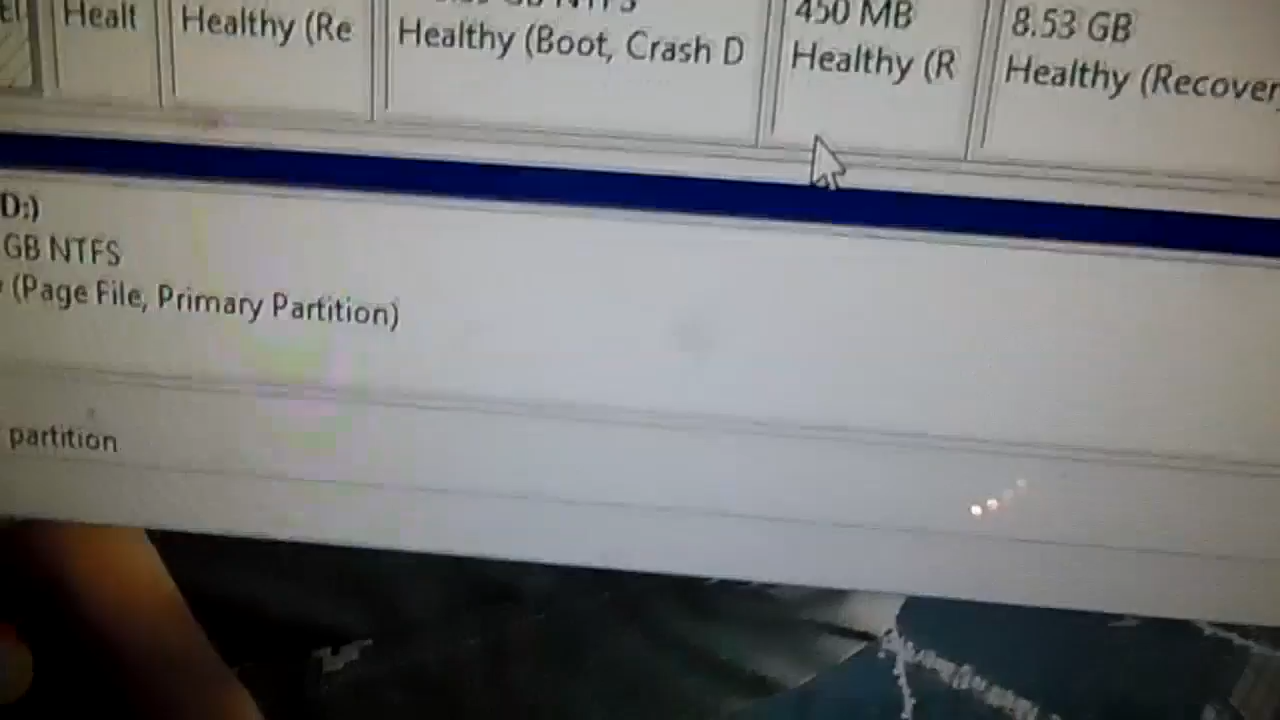 450 MB
8.53 GB
Healt
Healthy (Re
Healthy (Boot, Crash D
Healthy (R
Healthy (Recover
D:)
GB NTFS
(Page File, Primary Partition)
partition